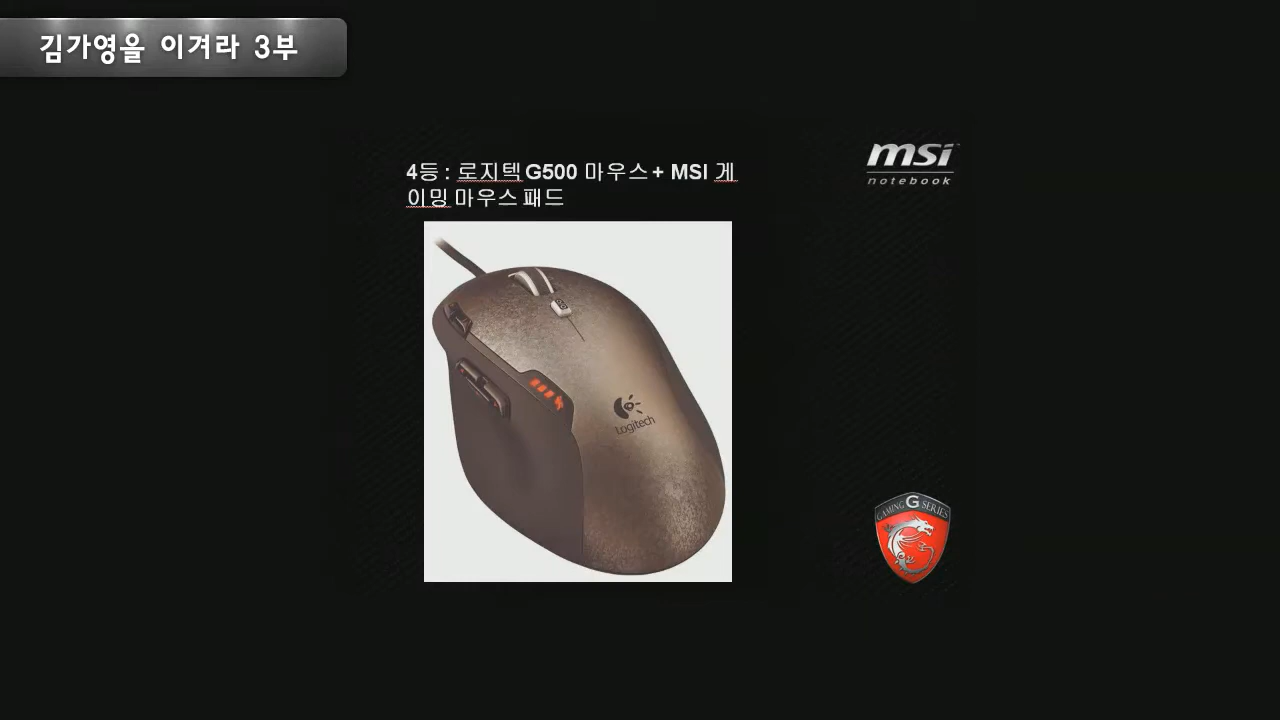 김가영을 이겨라 3부
msi
notebook
4등 : 로지텍 G500 마우스 + MSI 게
이밍 마우스 패드
Logitech
GAMING G SERIES